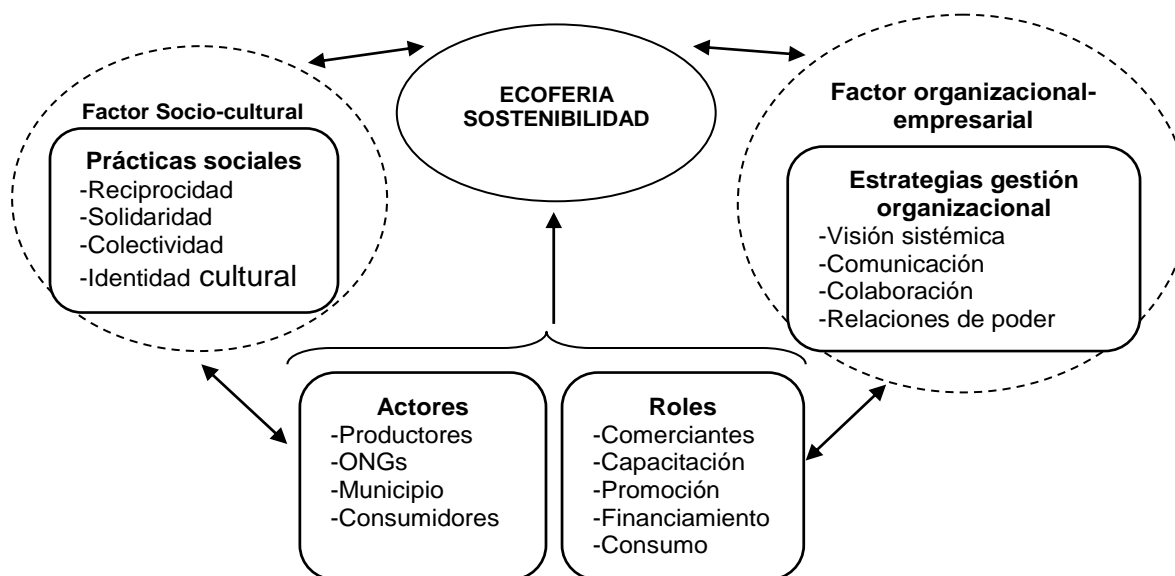 ECOFERIA
SOSTENIBILIDAD
Factor Socio-cultural
Prácticas sociales
-Reciprocidad
-Solidaridad
-Colectividad
-Identidad cultural
Factor organizacional-
empresarial
Estrategias gestión
organizacional
-Visión sistémica
-Comunicación
-Colaboración
-Relaciones de poder
Actores
-Productores
-ONGs
-Municipio
-Consumidores
Roles
-Comerciantes
-Capacitación
-Promoción
-Financiamiento
-Consumo